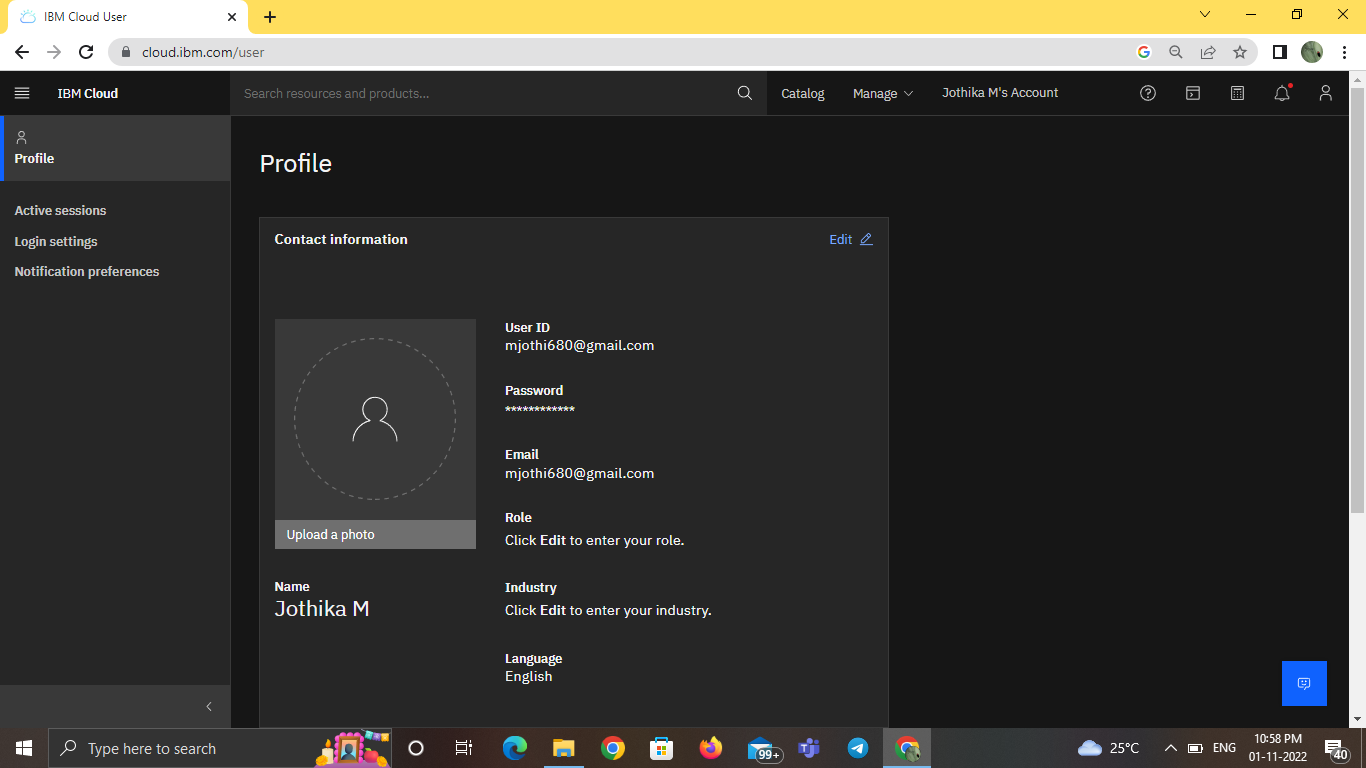 IBM Cloud User
cloud.ibm.com/user
IBM Cloud
Search resources and products...
Catalog
Manage
Jothika M's Account
Profile
Active sessions
Login settings
Notification preferences
Profile
Contact information
Edit
Upload a photo
Name
Jothika M
User ID
mjothi680@gmail.com
Password
************
Email
mjothi680@gmail.com
Role
Click Edit to enter your role.
Industry
Click Edit to enter your industry.
Language
English
Type here to search
99+
25°C
ENG
10:58 PM
01-11-2022
40